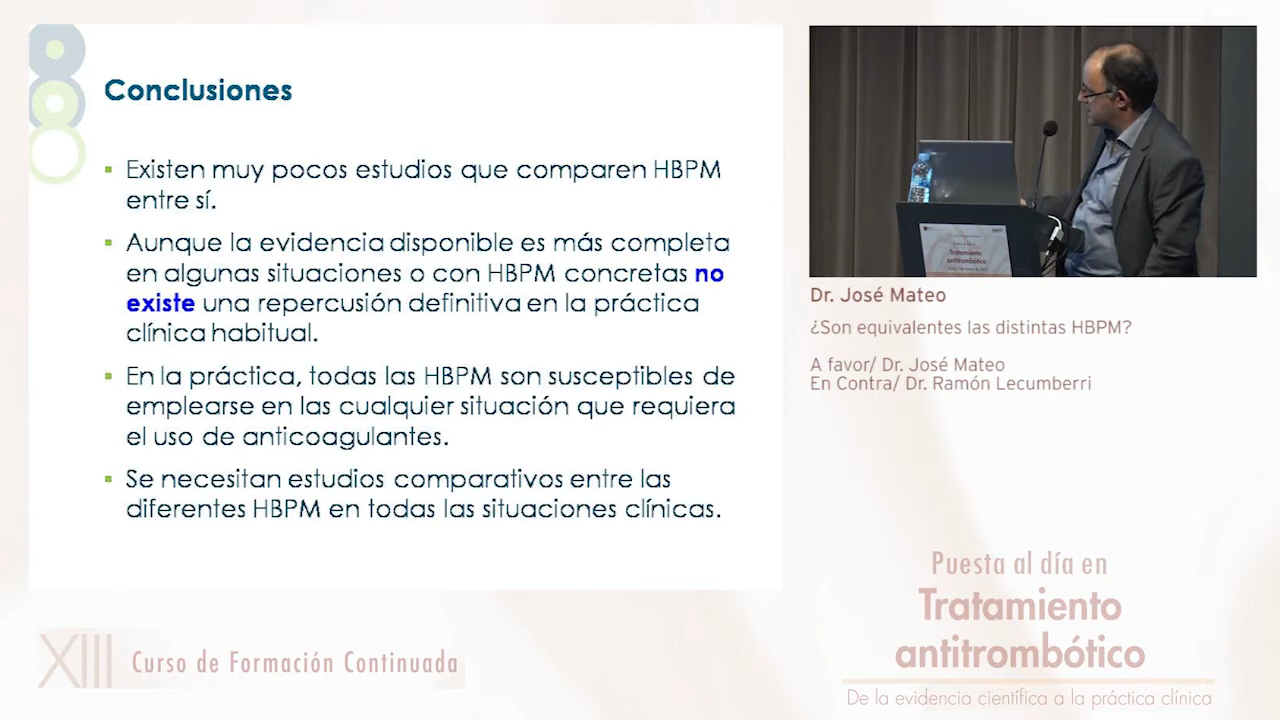 Conclusiones
▪ Existen muy pocos estudios que comparen HBPM
entre sí.
▪ Aunque la evidencia disponible es más completa
en algunas situaciones o con HBPM concretas no
existe una repercusión definitiva en la práctica
clínica habitual.
▪ En la práctica, todas las HBPM son susceptibles de
emplearse en las cualquier situación que requiera
el uso de anticoagulantes.
▪ Se necesitan estudios comparativos entre las
diferentes HBPM en todas las situaciones clínicas.
Tratamiento
antitrombótico
Dr. José Mateo
¿Son equivalentes las distintas HBPM?
A favor/ Dr. José Mateo
En Contra/ Dr. Ramón Lecumberri
XIII Curso de Formación Continuada
Puesta al día en
Tratamiento
antitrombótico
De la evidencia científica a la práctica clínica